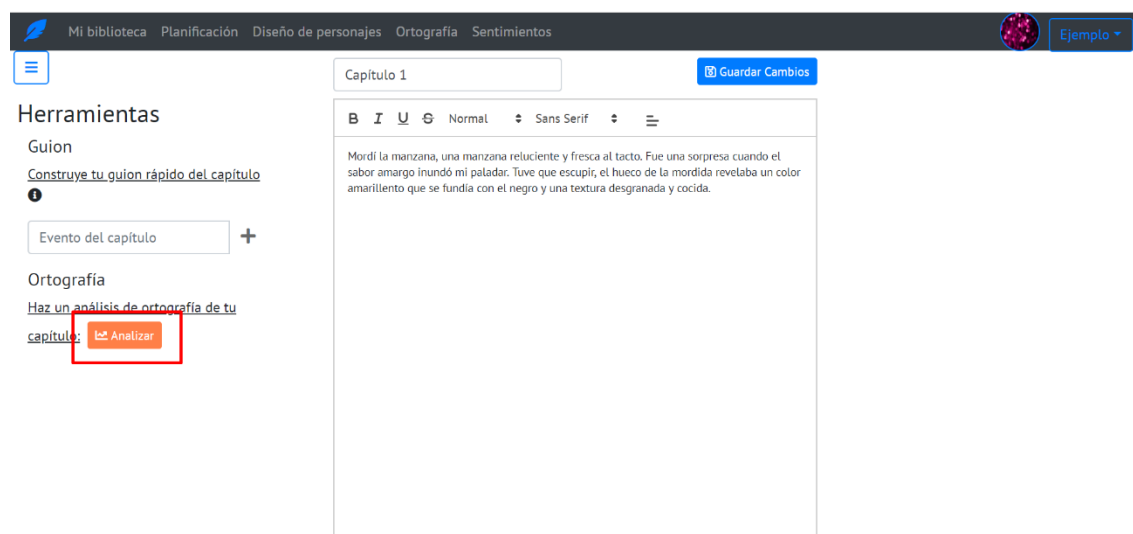 Mi biblioteca Planificación Diseño de personajes Ortografía Sentimientos
Ejemplo
Capítulo 1
Guardar Cambios
Herramientas
Guion
Construye tu guion rápido del capítulo
Evento del capítulo
Ortografía
Haz un análisis de ortografía de tu
capítulo:
Analizar
B I U S Normal Sans Serif
Mordí la manzana, una manzana reluciente y fresca al tacto. Fue una sorpresa cuando el
sabor amargo inundó mi paladar. Tuve que escupir, el hueco de la mordida revelaba un color
amarillento que se fundía con el negro y una textura desgranada y cocida.